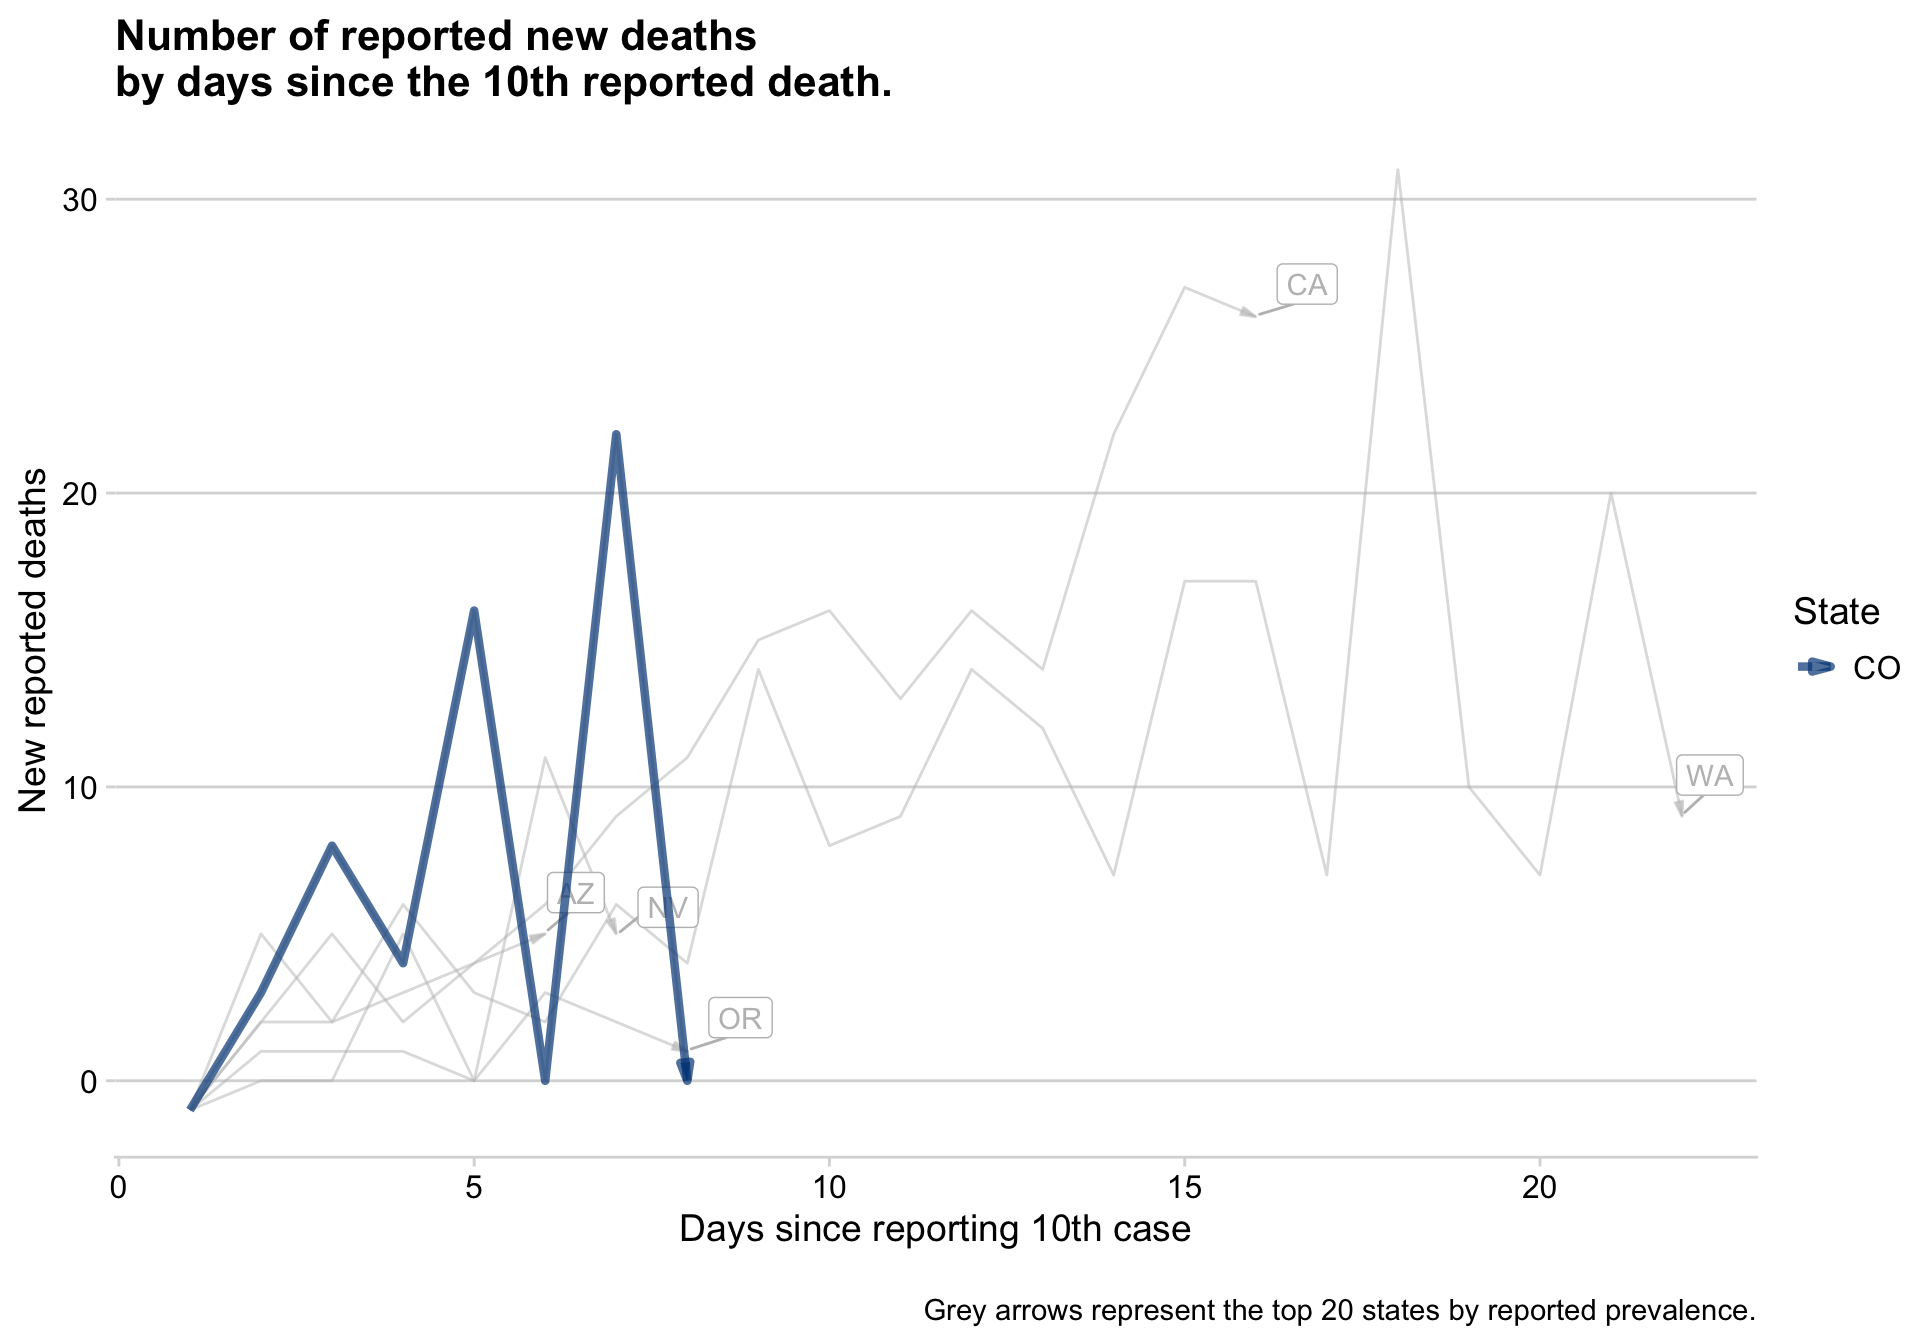 Number of reported new deaths
by days since the 10th reported death.
New reported deaths
30
20
10
0
CA
WA
AZ
NV
OR
State
CO
0 5 10 15 20
Days since reporting 10th case
Grey arrows represent the top 20 states by reported prevalence.